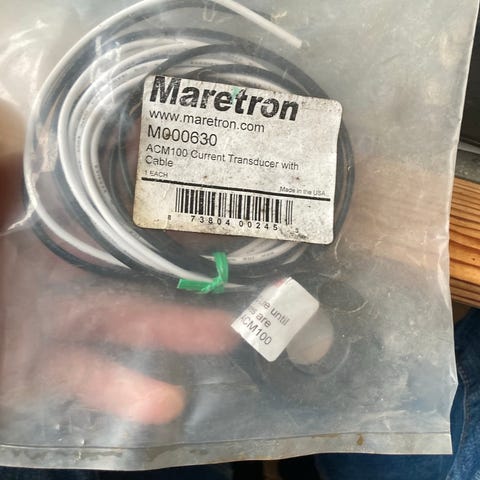 Maretron
www.maretron.com
M000630
ACM100 Current Transducer with
Cable
1 EACH
Made in the USA
8 73804 00245 5
until
are
ACM100